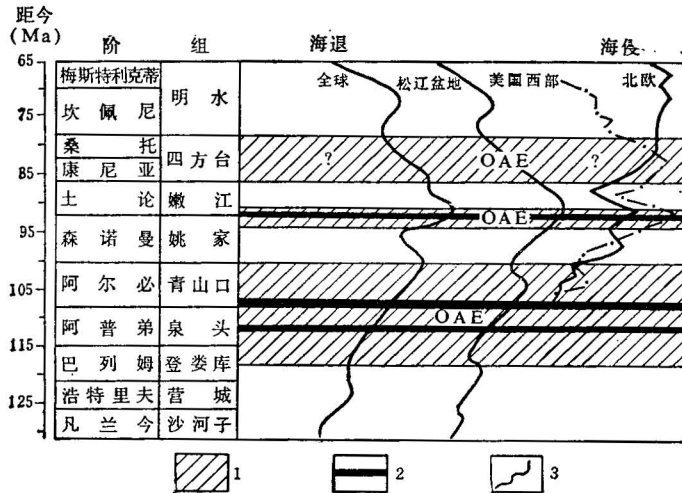 距今
(Ma)
阶 组 海退 海侵
65
梅斯特利克蒂
全球 松辽盆地 美国西部 北欧
75
坎佩尼 明水
桑托
? OAE ?
四方台
85
康尼亚
土论 嫩江
OAE
95
森诺曼 姚家
105
阿尔必 青山口
OAE
阿普弟 泉头
115
巴列姆 登娄库
浩特里夫 营城
125
凡兰今 沙河子
1 2 3